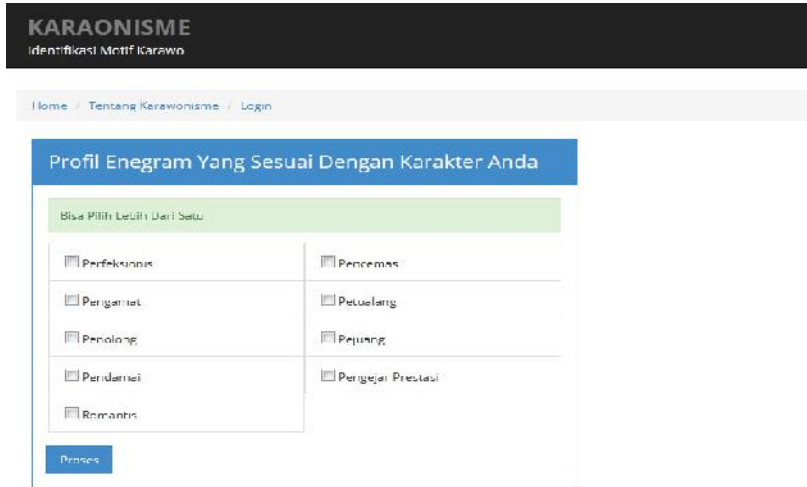 KARAONISME
Identifikasi Motif Karawo
Home / Tentang Karawonisme / Login
Profil Enegram Yang Sesuai Dengan Karakter Anda
Bisa Pilih Lebih Dari Satu
Perfeksionis
Pencemas
Pengamat
Petualang
Penolong
Pejuang
Pendamai
Pengejar Prestasi
Romantis
Proses